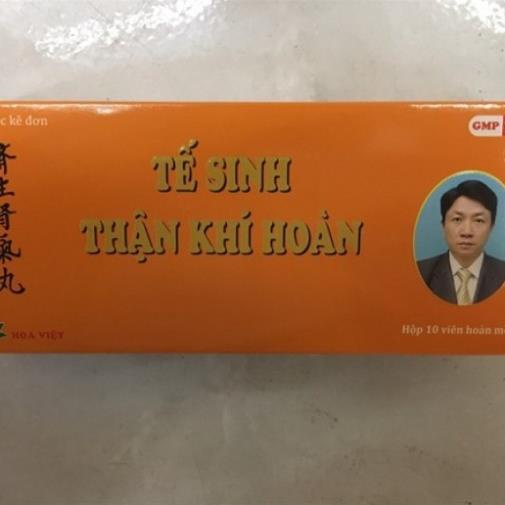 kê đơn
GMP
濟生腎氣丸
TẾ SINH
THẬN KHÍ HOÀN
HOA VIỆT
Hộp 10 viên hoàn